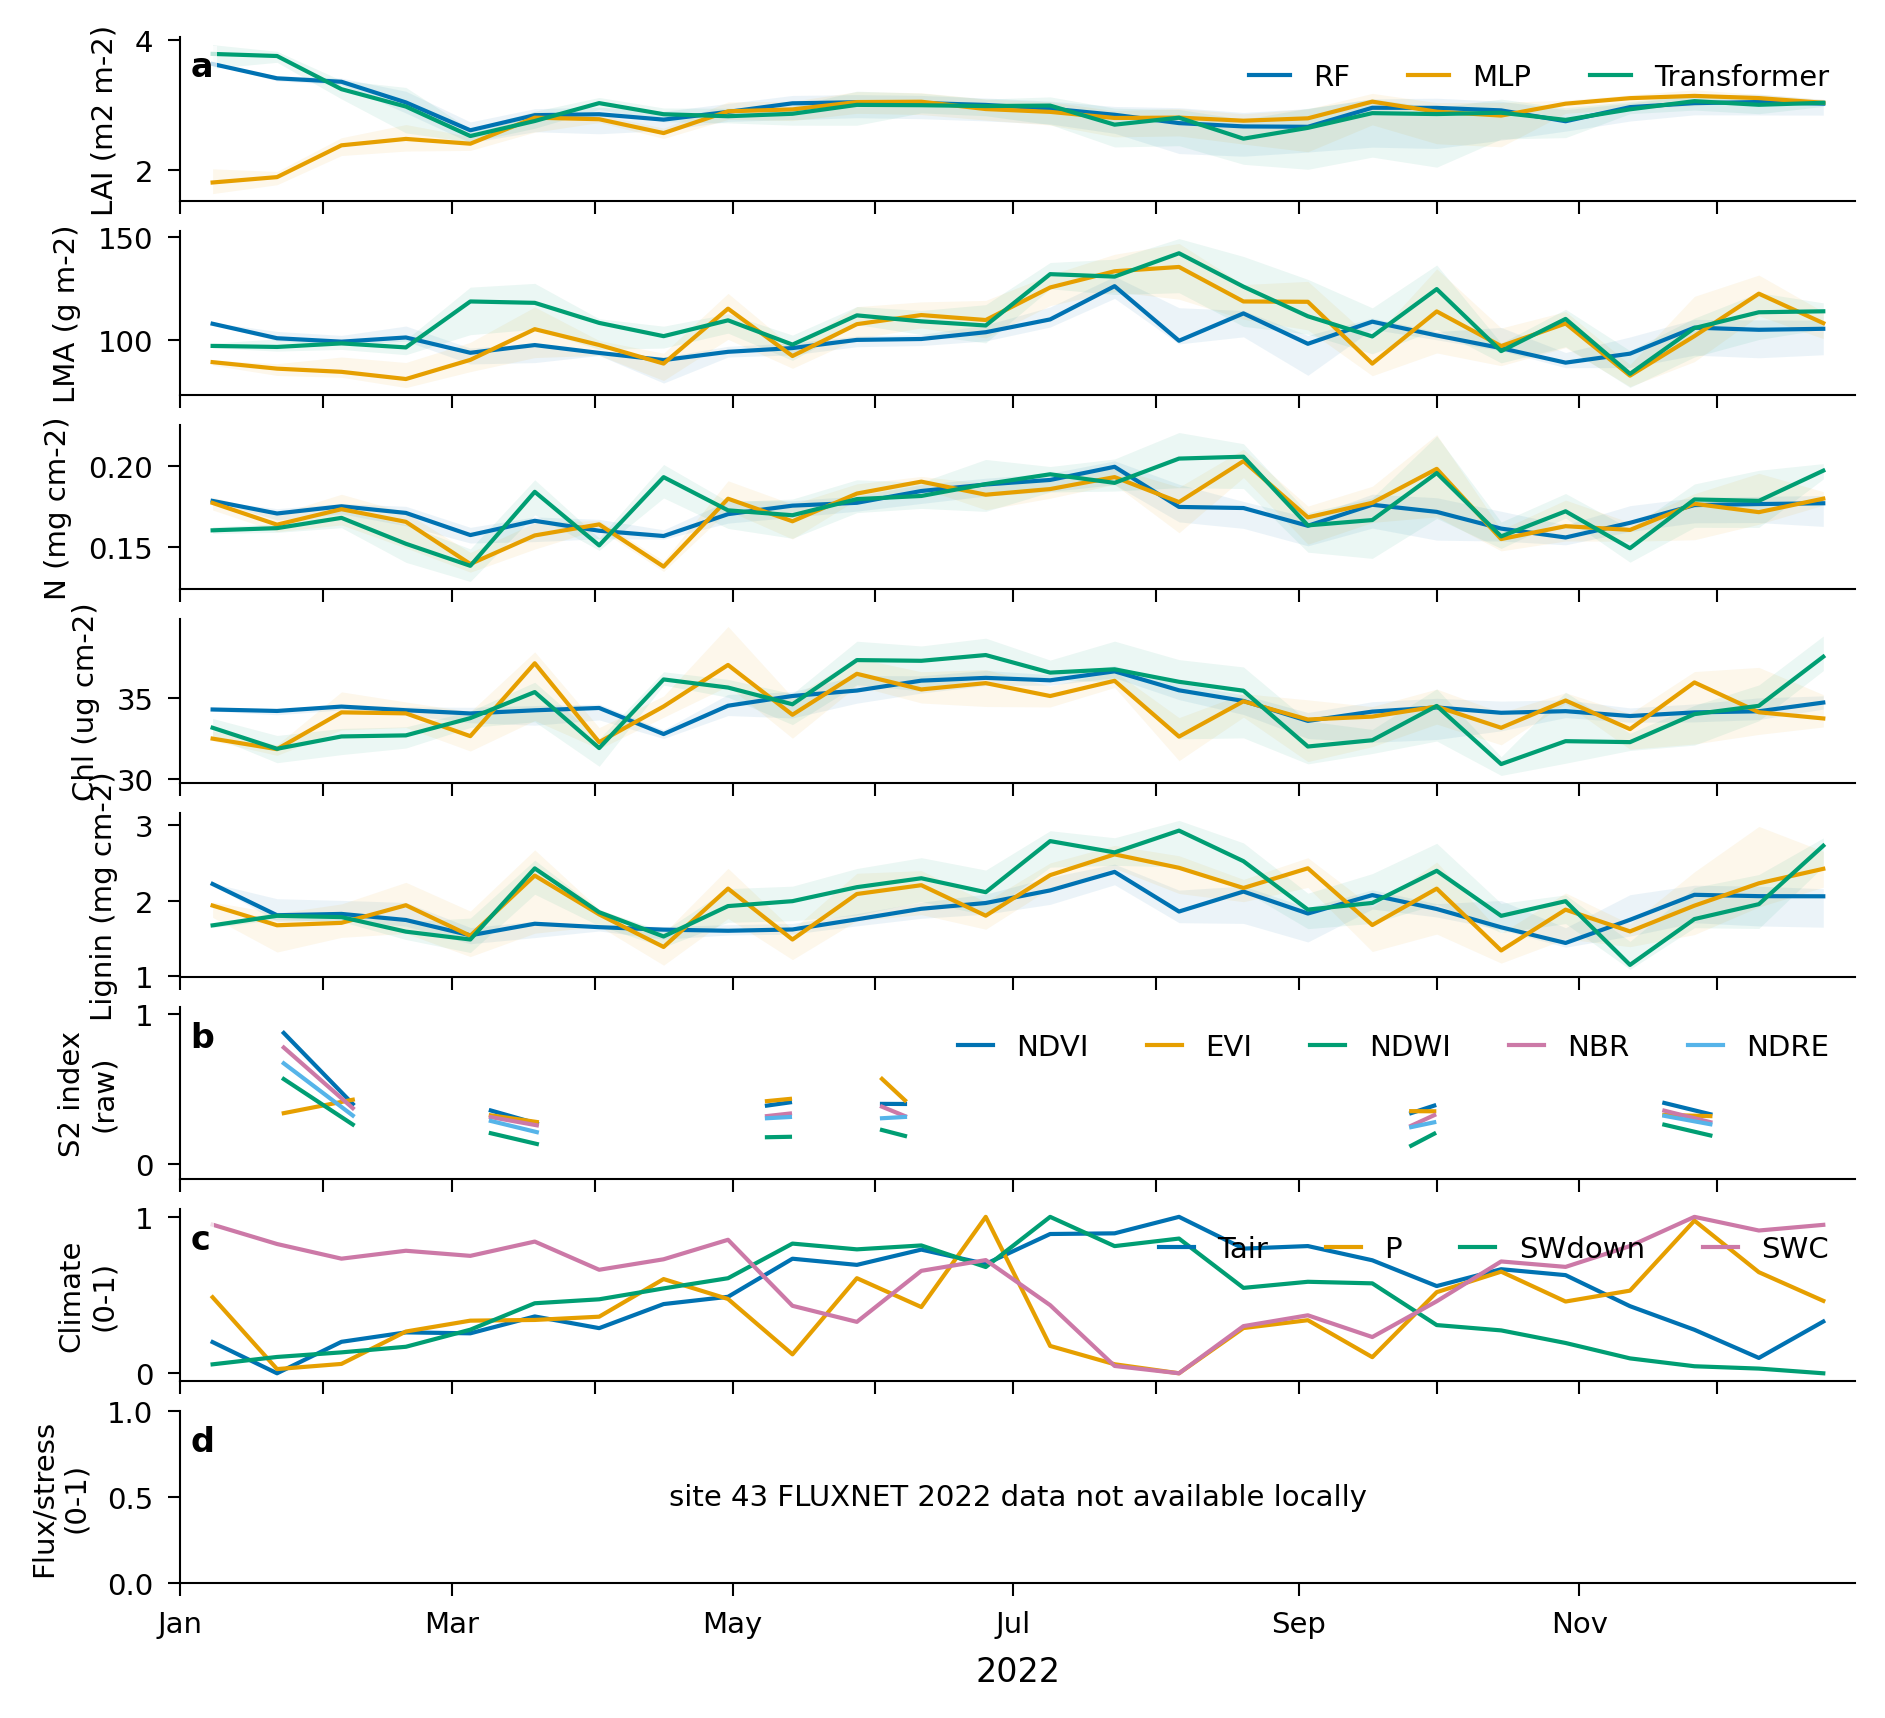 LAI (m2 m-2)
4
2
a
RF MLP Transformer
LMA (g m-2)
150
100
N (mg cm-2)
0.20
0.15
Chl (ug cm-2)
35
30
Lignin (mg cm-2)
3
2
1
S2 index
(raw)
1
0
b
NDVI EVI NDWI NBR NDRE
Climate
(0-1)
1
0
c
Tair P SWdown SWC
Flux/stress
(0-1)
1.0
0.5
0.0
d
site 43 FLUXNET 2022 data not available locally
Jan Mar May Jul Sep Nov
2022